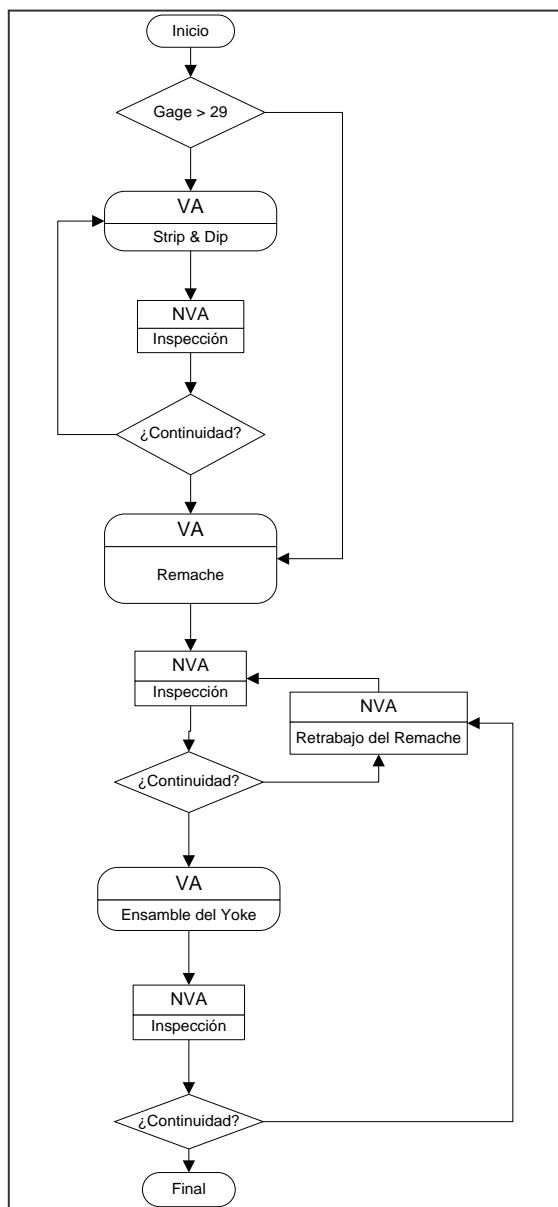 Inicio
Gage > 29
VA
Strip & Dip
NVA
Inspección
¿Continuidad?
VA
Remache
NVA
Inspección
NVA
Retrabajo del Remache
¿Continuidad?
VA
Ensamble del Yoke
NVA
Inspección
¿Continuidad?
Final